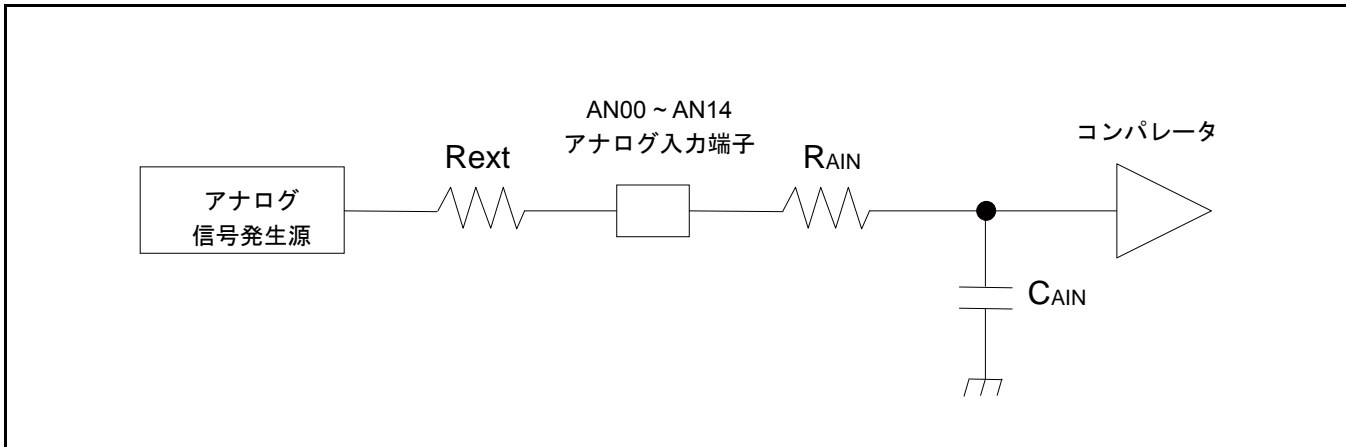 アナログ
信号発生源
Rext
AN00 ~ AN14
アナログ入力端子
RAIN
コンパレータ
CAIN